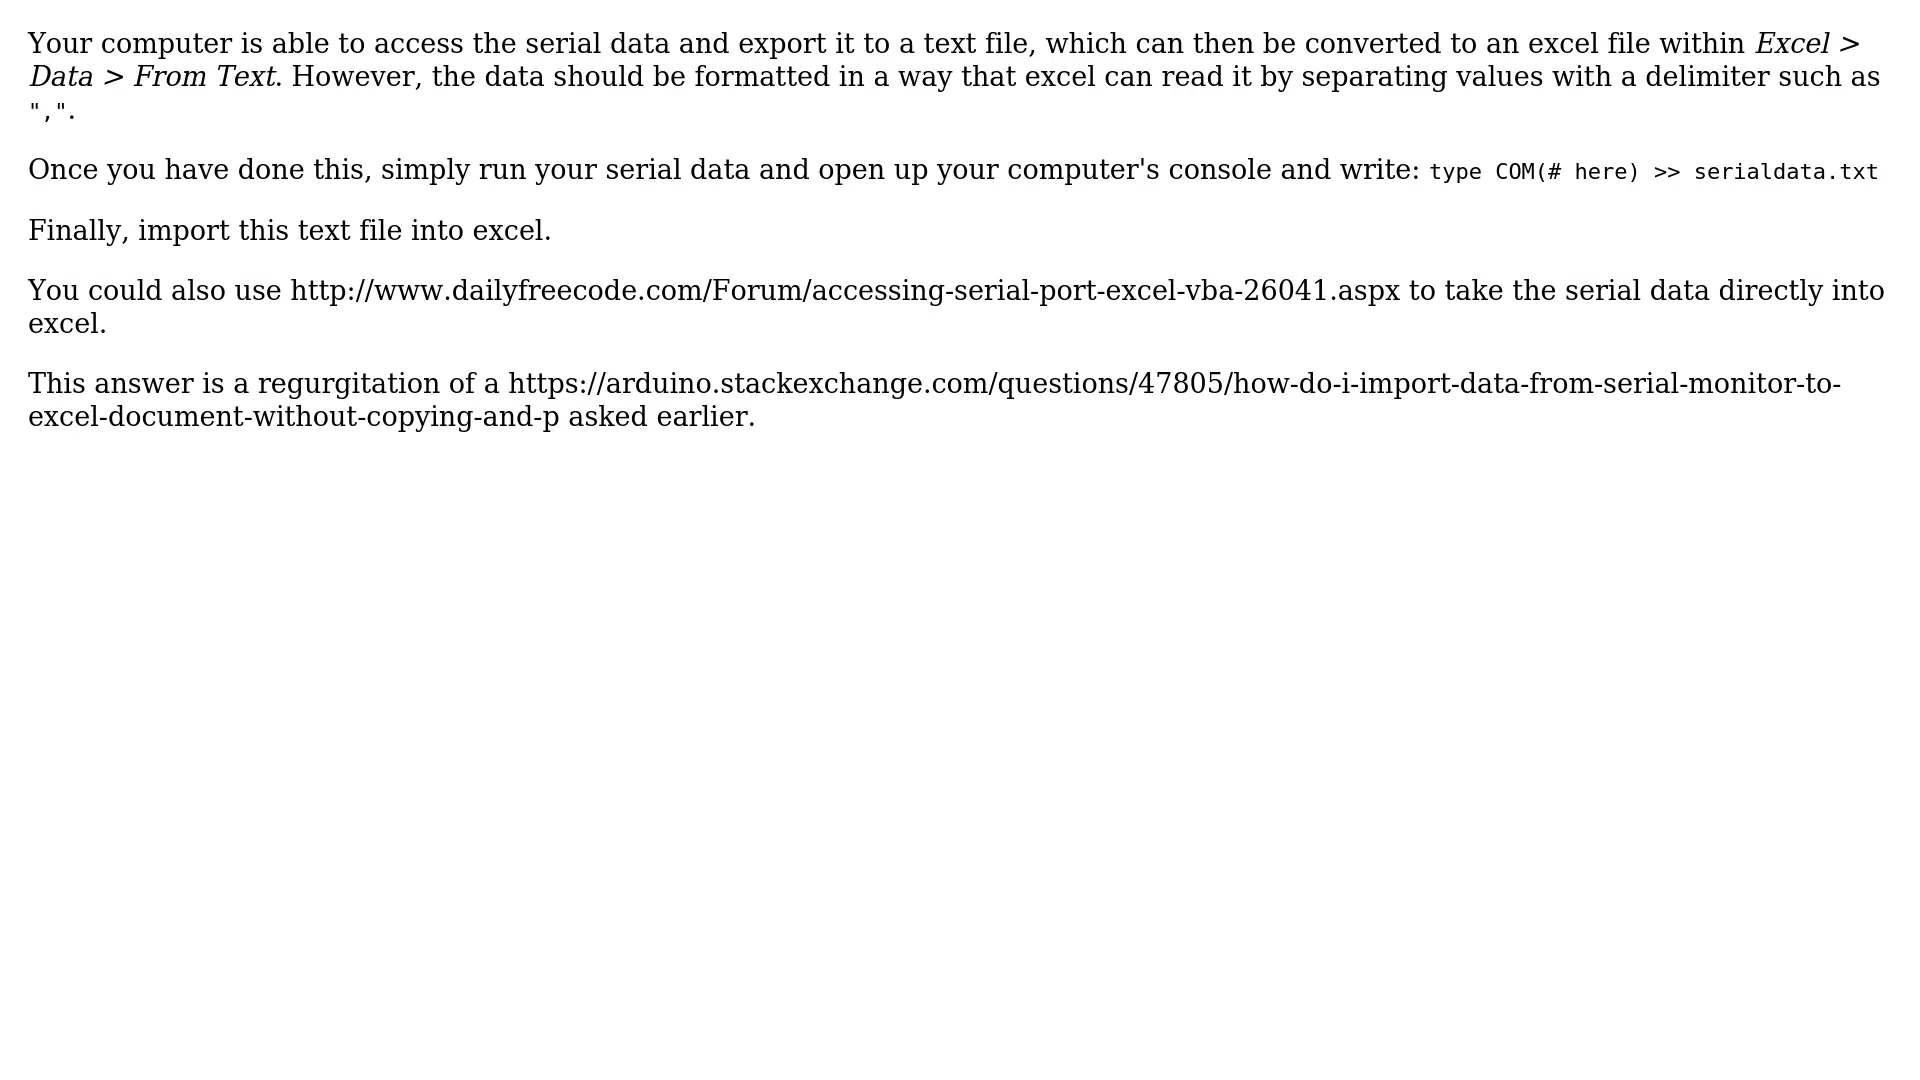 Your computer is able to access the serial data and export it to a text file, which can then be converted to an excel file within Excel >
Data > From Text. However, the data should be formatted in a way that excel can read it by separating values with a delimiter such as
",".
Once you have done this, simply run your serial data and open up your computer's console and write: type COM(# here) >> serialdata.txt
Finally, import this text file into excel.
You could also use http://www.dailyfreecode.com/Forum/accessing-serial-port-excel-vba-26041.aspx to take the serial data directly into
excel.
This answer is a regurgitation of a https://arduino.stackexchange.com/questions/47805/how-do-i-import-data-from-serial-monitor-to-
excel-document-without-copying-and-p asked earlier.